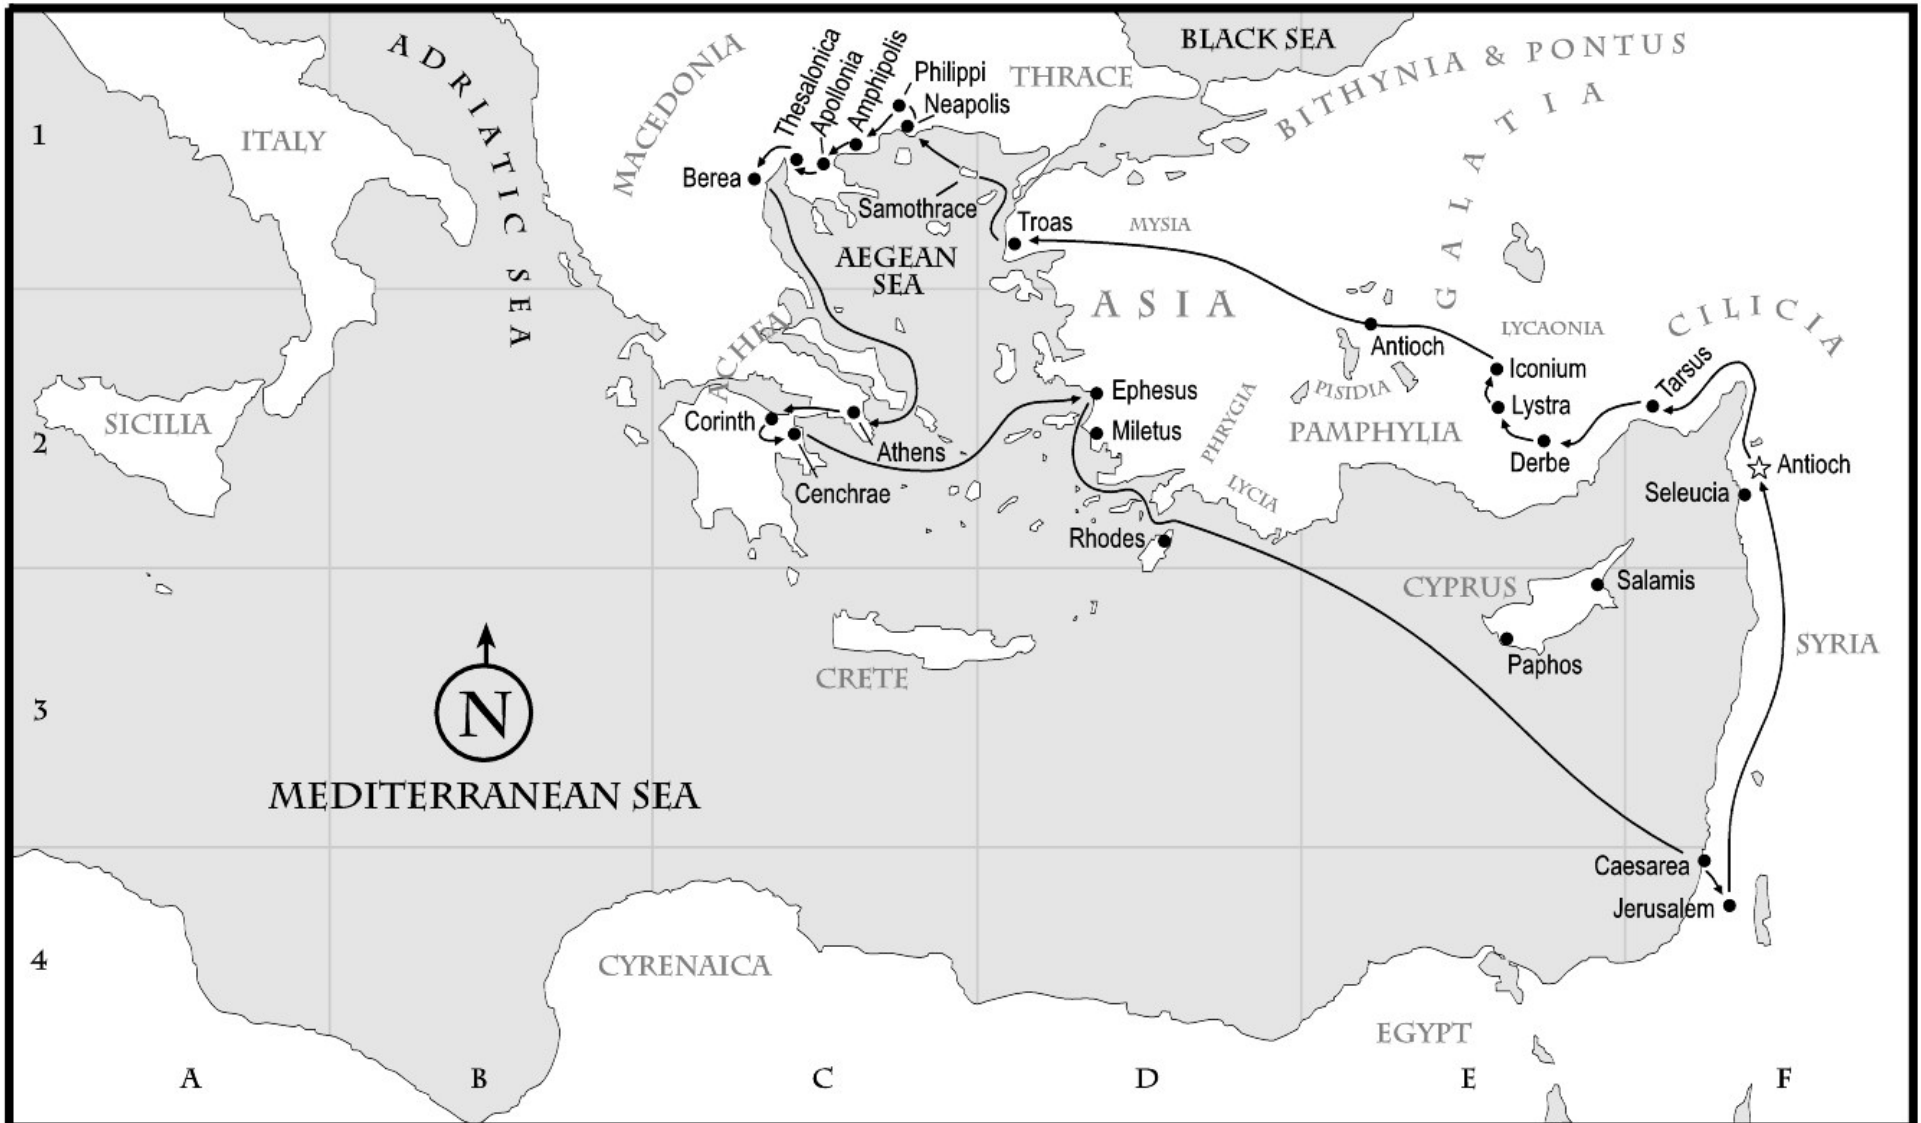 BLACK SEA
ADRIATIC SEA
MACEDONIA
Thesalonica
Apollonia
Amphipolis
Philippi
Neapolis
THRACE
BITHYNIA & PONTUS
GALATIA
1
ITALY
Berea
Samothrace
Troas
MYSIA
AEGEAN
SEA
ASIA
ACHEA
Antioch
LYCAONIA
CILICIA
Iconium
Tarsus
Ephesus
PHRYGIA
PISIDIA
Lystra
SICILIA
Corinth
Miletus
PAMPHYLIA
2
Athens
Derbe
Antioch
Cenchrae
LYCIA
Seleucia
Rhodes
CYPRUS
Salamis
Paphos
SYRIA
CRETE
3
N
MEDITERRANEAN SEA
Caesarea
Jerusalem
4
CYRENAICA
EGYPT
A
B
C
D
E
F